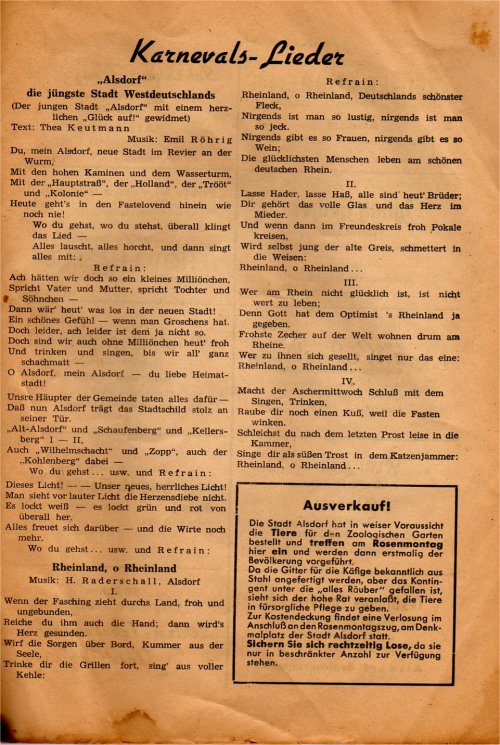 Karnevals-Lieder
„Alsdorf“
die jüngste Stadt Westdeutschlands
(Der jungen Stadt „Alsdorf“ mit einem herz-
lichen „Glück auf!“ gewidmet)
Text: Thea Keutmann
Musik: Emil Röhrig
Du, mein Alsdorf, neue Stadt im Revier an der
Wurm,
Mit den hohen Kaminen und dem Wasserturm,
Mit der „Hauptstraß“, der „Holland“, der „Trööt“
und „Kolonie“ —
Heute geht's in den Fastelovend hinein wie
noch nie!
Wo du gehst, wo du stehst, überall klingt
das Lied —
Alles lauscht, alles horcht, und dann singt
alles mit:
Refrain:
Ach hätten wir doch so ein kleines Milliönchen,
Spricht Vater und Mutter, spricht Tochter und
Söhnchen —
Dann wär' heut' was los in der neuen Stadt!
Ein schönes Gefühl — wenn man Groschens hat.
Doch leider, ach leider ist dem ja nicht so.
Doch sind wir auch ohne Milliönchen heut' froh
Und trinken und singen, bis wir all' ganz
schachmatt —
O Alsdorf, mein Alsdorf — du liebe Heimat-
stadt!
Unsre Häupter der Gemeinde taten alles dafür—
Daß nun Alsdorf trägt das Stadtschild stolz an
seiner Tür.
„Alt-Alsdorf“ und „Schaufenberg“ und „Kellers-
berg“ I — II,
Auch „Wilhelmschacht“ und „Zopp“, auch der
„Kohlenberg“ dabei —
Wo du gehst... usw. und Refrain:
Dieses Licht! — — Unser neues, herrliches Licht!
Man sieht vor lauter Licht die Herzensdiebe nicht.
Es lockt weiß — es lockt grün und rot von
überall her,
Alles freuet sich darüber — und die Wirte noch
mehr.
Wo du gehst... usw. und Refrain:
Rheinland, o Rheinland
Musik: H. Raderschall, Alsdorf
I.
Wenn der Fasching zieht durchs Land, froh und
ungebunden,
Reiche du ihm auch die Hand; dann wird's
Herz gesunden.
Wirf die Sorgen über Bord, Kummer aus der
Seele,
Trinke dir die Grillen fort, sing' aus voller
Kehle:
Refrain:
Rheinland, o Rheinland, Deutschlands schönster
Fleck,
Nirgends ist man so lustig, nirgends ist man
so jeck.
Nirgends gibt es so Frauen, nirgends gibt es so
Wein;
Die glücklichsten Menschen leben am schönen
deutschen Rhein.
II.
Lasse Hader, lasse Haß, alle sind heut' Brüder;
Dir gehört das volle Glas und das Herz im
Mieder.
Und wenn dann im Freundeskreis froh Pokale
kreisen,
Wird selbst jung der alte Greis, schmettert in
die Weisen:
Rheinland, o Rheinland...
III.
Wer am Rhein nicht glücklich ist, ist nicht
wert zu leben;
Denn Gott hat dem Optimist 's Rheinland ja
gegeben.
Frohste Zecher auf der Welt wohnen drum am
Rheine.
Wer zu ihnen sich gesellt, singet nur das eine:
Rheinland, o Rheinland...
IV.
Macht der Aschermittwoch Schluß mit dem
Singen, Trinken,
Raube dir noch einen Kuß, weil die Fasten
winken.
Schleichst du nach dem letzten Prost leise in die
Kammer,
Singe dir als süßen Trost in dem Katzenjammer:
Rheinland, o Rheinland...
Ausverkauf!
Die Stadt Alsdorf hat in weiser Voraussicht
die Tiere für den Zoologischen Garten
bestellt und treffen am Rosenmontag
hier ein und werden dann erstmalig der
Bevölkerung vorgeführt.
Da die Gitter für die Käfige bekanntlich aus
Stahl angefertigt werden, aber das Kontin-
gent unter die „alles Räuber“ gefallen ist,
sieht sich der hohe Rat veranlaßt, die Tiere
in fürsorgliche Pflege zu geben.
Zur Kostendeckung findet eine Verlosung im
Anschluß an den Rosenmontagszug, am Denk-
malplatz der Stadt Alsdorf statt.
Sichern Sie sich rechtzeitig Lose, da sie
nur in beschränkter Anzahl zur Verfügung
stehen.